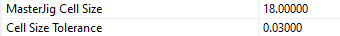 MasterJig Cell Size 18.00000
Cell Size Tolerance 0.03000